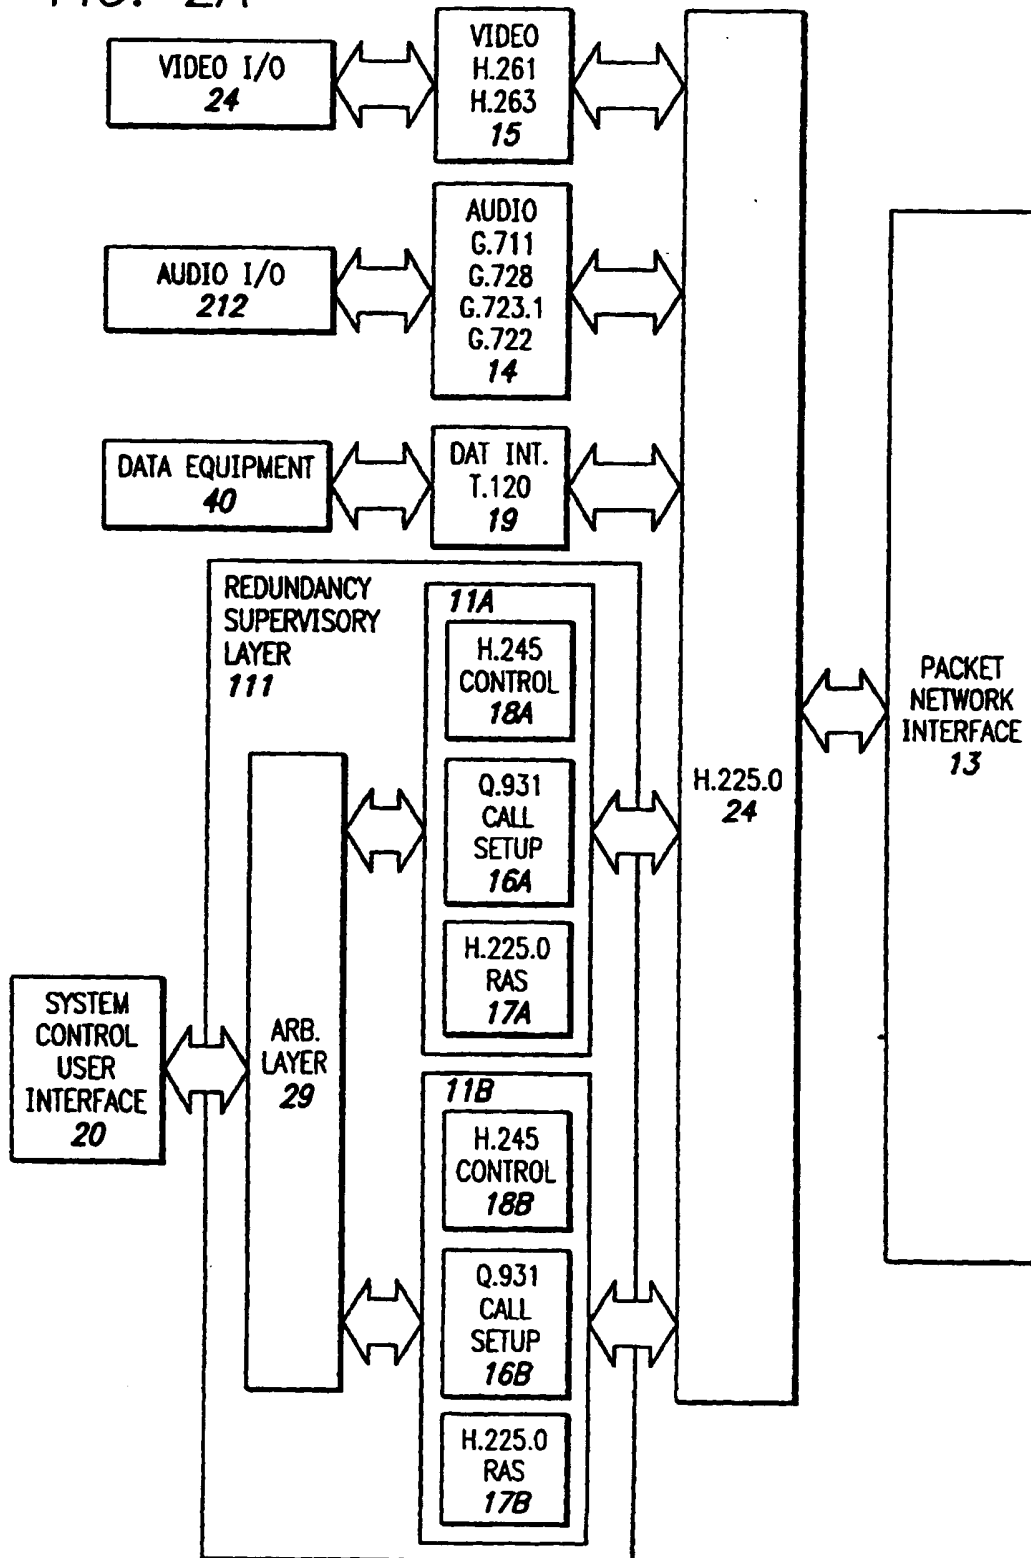 FIG. 2A
VIDEO I/O
24
VIDEO
H.261
H.263
15
AUDIO I/O
212
AUDIO
G.711
G.728
G.723.1
G.722
14
DATA EQUIPMENT
40
DAT INT.
T.120
19
REDUNDANCY
SUPERVISORY
LAYER
111
11A
H.245
CONTROL
18A
Q.931
CALL
SETUP
16A
H.225.0
RAS
17A
SYSTEM
CONTROL
USER
INTERFACE
20
ARB.
LAYER
29
11B
H.245
CONTROL
18B
Q.931
CALL
SETUP
16B
H.225.0
RAS
17B
H.225.0
24
PACKET
NETWORK
INTERFACE
13